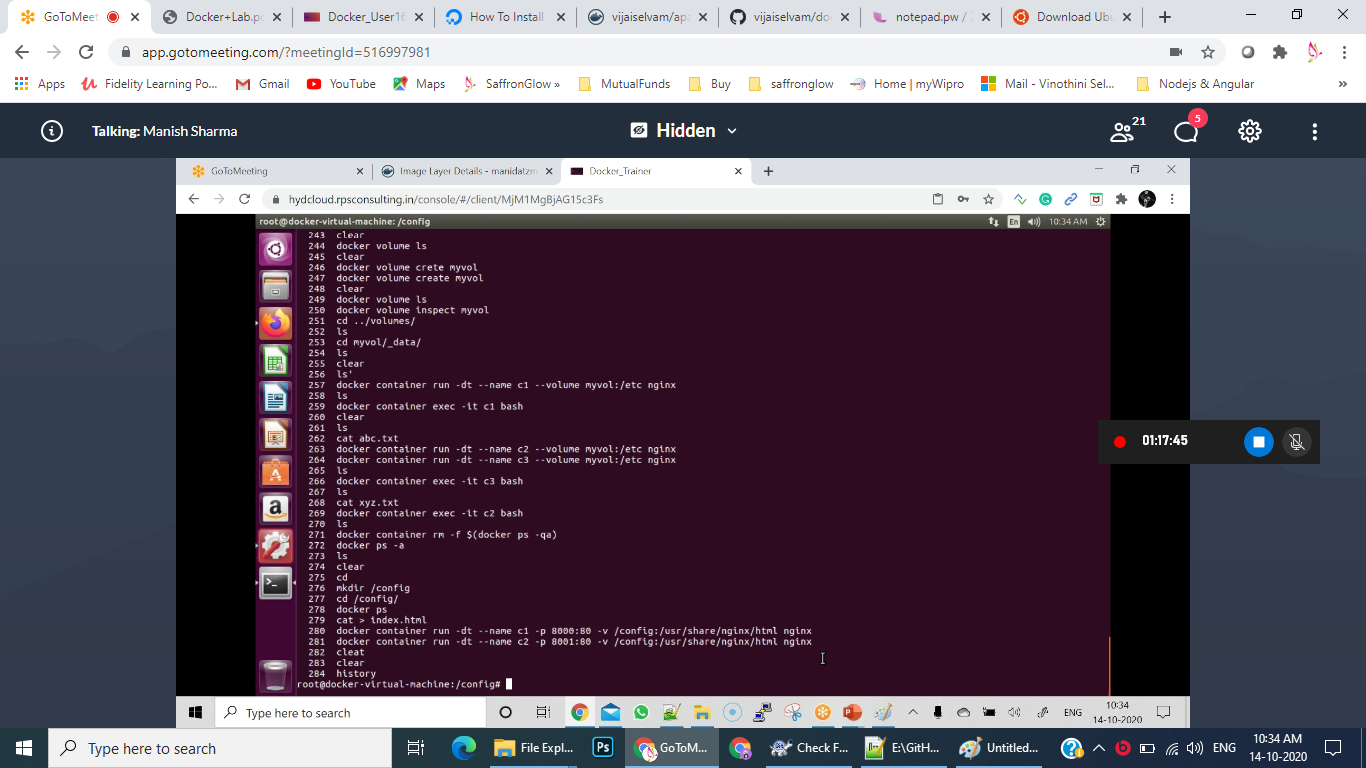 GoToMeet
Docker+Lab.p
Docker_User16
How To Install
vijaiselvam/apa
vijaiselvam/do
notepad.pw / 2
Download Ubu
app.gotomeeting.com/?meetingId=516997981
Apps
Fidelity Learning Po...
Gmail
YouTube
Maps
SaffronGlow »
MutualFunds
Buy
saffronglow
Home | myWipro
Mail - Vinothini Sel...
Nodejs & Angular
»
Talking: Manish Sharma
Hidden
21
5
GoToMeeting
Image Layer Details - manidatzm
Docker_Trainer
hydcloud.rpsconsulting.in/console/#/client/MjM1MgBjAG15c3Fs
root@docker-virtual-machine: /config
En
10:34 AM
243 clear
244 docker volume ls
245 clear
246 docker volume crete myvol
247 docker volume create myvol
248 clear
249 docker volume ls
250 docker volume inspect myvol
251 cd ../volumes/
252 ls
253 cd myvol/_data/
254 ls
255 clear
256 ls'
257 docker container run -dt --name c1 --volume myvol:/etc nginx
258 ls
259 docker container exec -it c1 bash
260 clear
261 ls
262 cat abc.txt
263 docker container run -dt --name c2 --volume myvol:/etc nginx
264 docker container run -dt --name c3 --volume myvol:/etc nginx
265 ls
266 docker container exec -it c3 bash
267 ls
268 cat xyz.txt
269 docker container exec -it c2 bash
270 ls
271 docker container rm -f $(docker ps -qa)
272 docker ps -a
273 ls
274 clear
275 cd
276 mkdir /config
277 cd /config/
278 docker ps
279 cat > index.html
280 docker container run -dt --name c1 -p 8000:80 -v /config:/usr/share/nginx/html nginx
281 docker container run -dt --name c2 -p 8001:80 -v /config:/usr/share/nginx/html nginx
282 cleat
283 clear
284 history
root@docker-virtual-machine:/config#
01:17:45
Type here to search
ENG
10:34
14-10-2020
Type here to search
File Expl...
Ps
GoToM...
Check F...
E:\GitH...
Untitled...
ENG
10:34 AM
14-10-2020